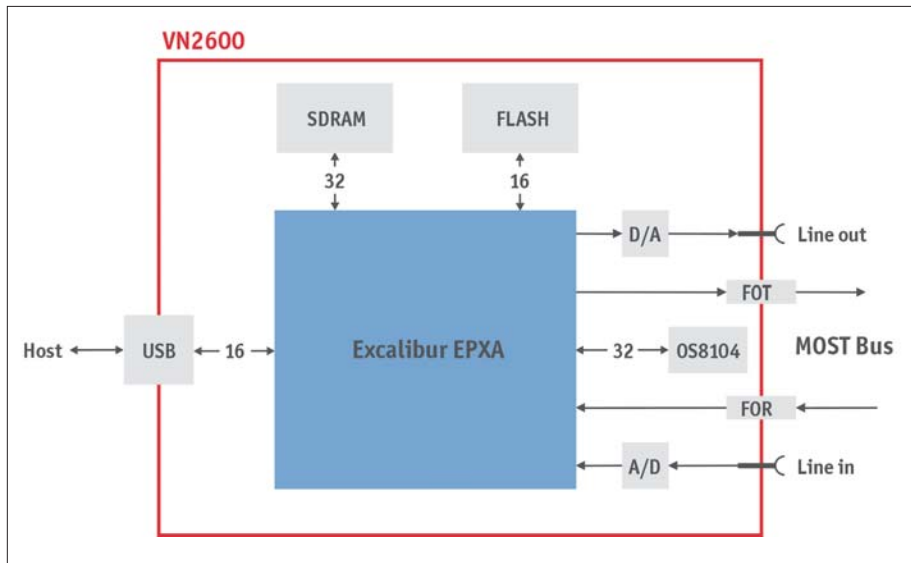 VN2600
SDRAM
FLASH
32
16
D/A
Line out
FOT
Host
USB
16
Excalibur EPXA
32
OS8104
MOST Bus
FOR
A/D
Line in